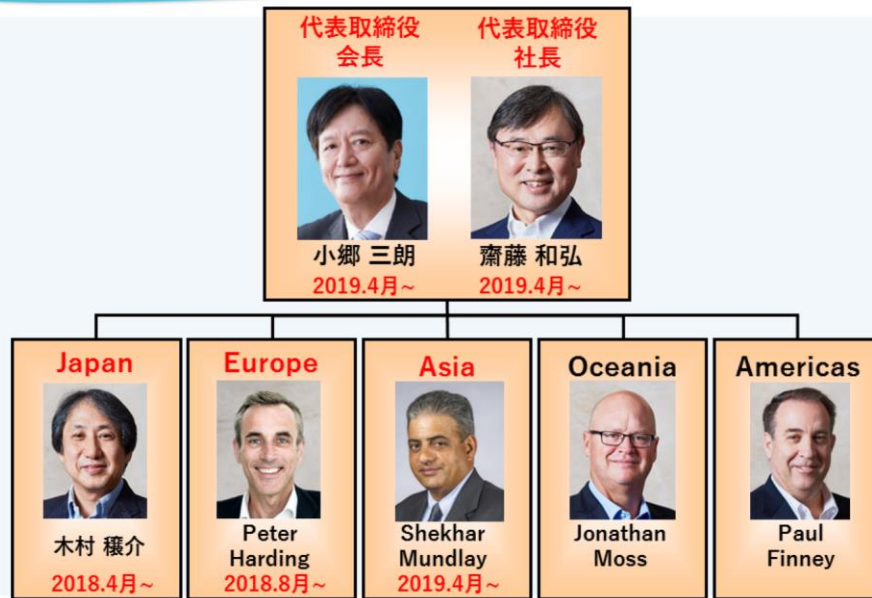 代表取締役
会長
代表取締役
社長
小郷 三朗
齋藤 和弘
2019.4月~
2019.4月~
Japan
木村 穣介
2018.4月~
Europe
Peter
Harding
2018.8月~
Asia
Shekhar
Mundlay
2019.4月~
Oceania
Jonathan
Moss
Americas
Paul
Finney